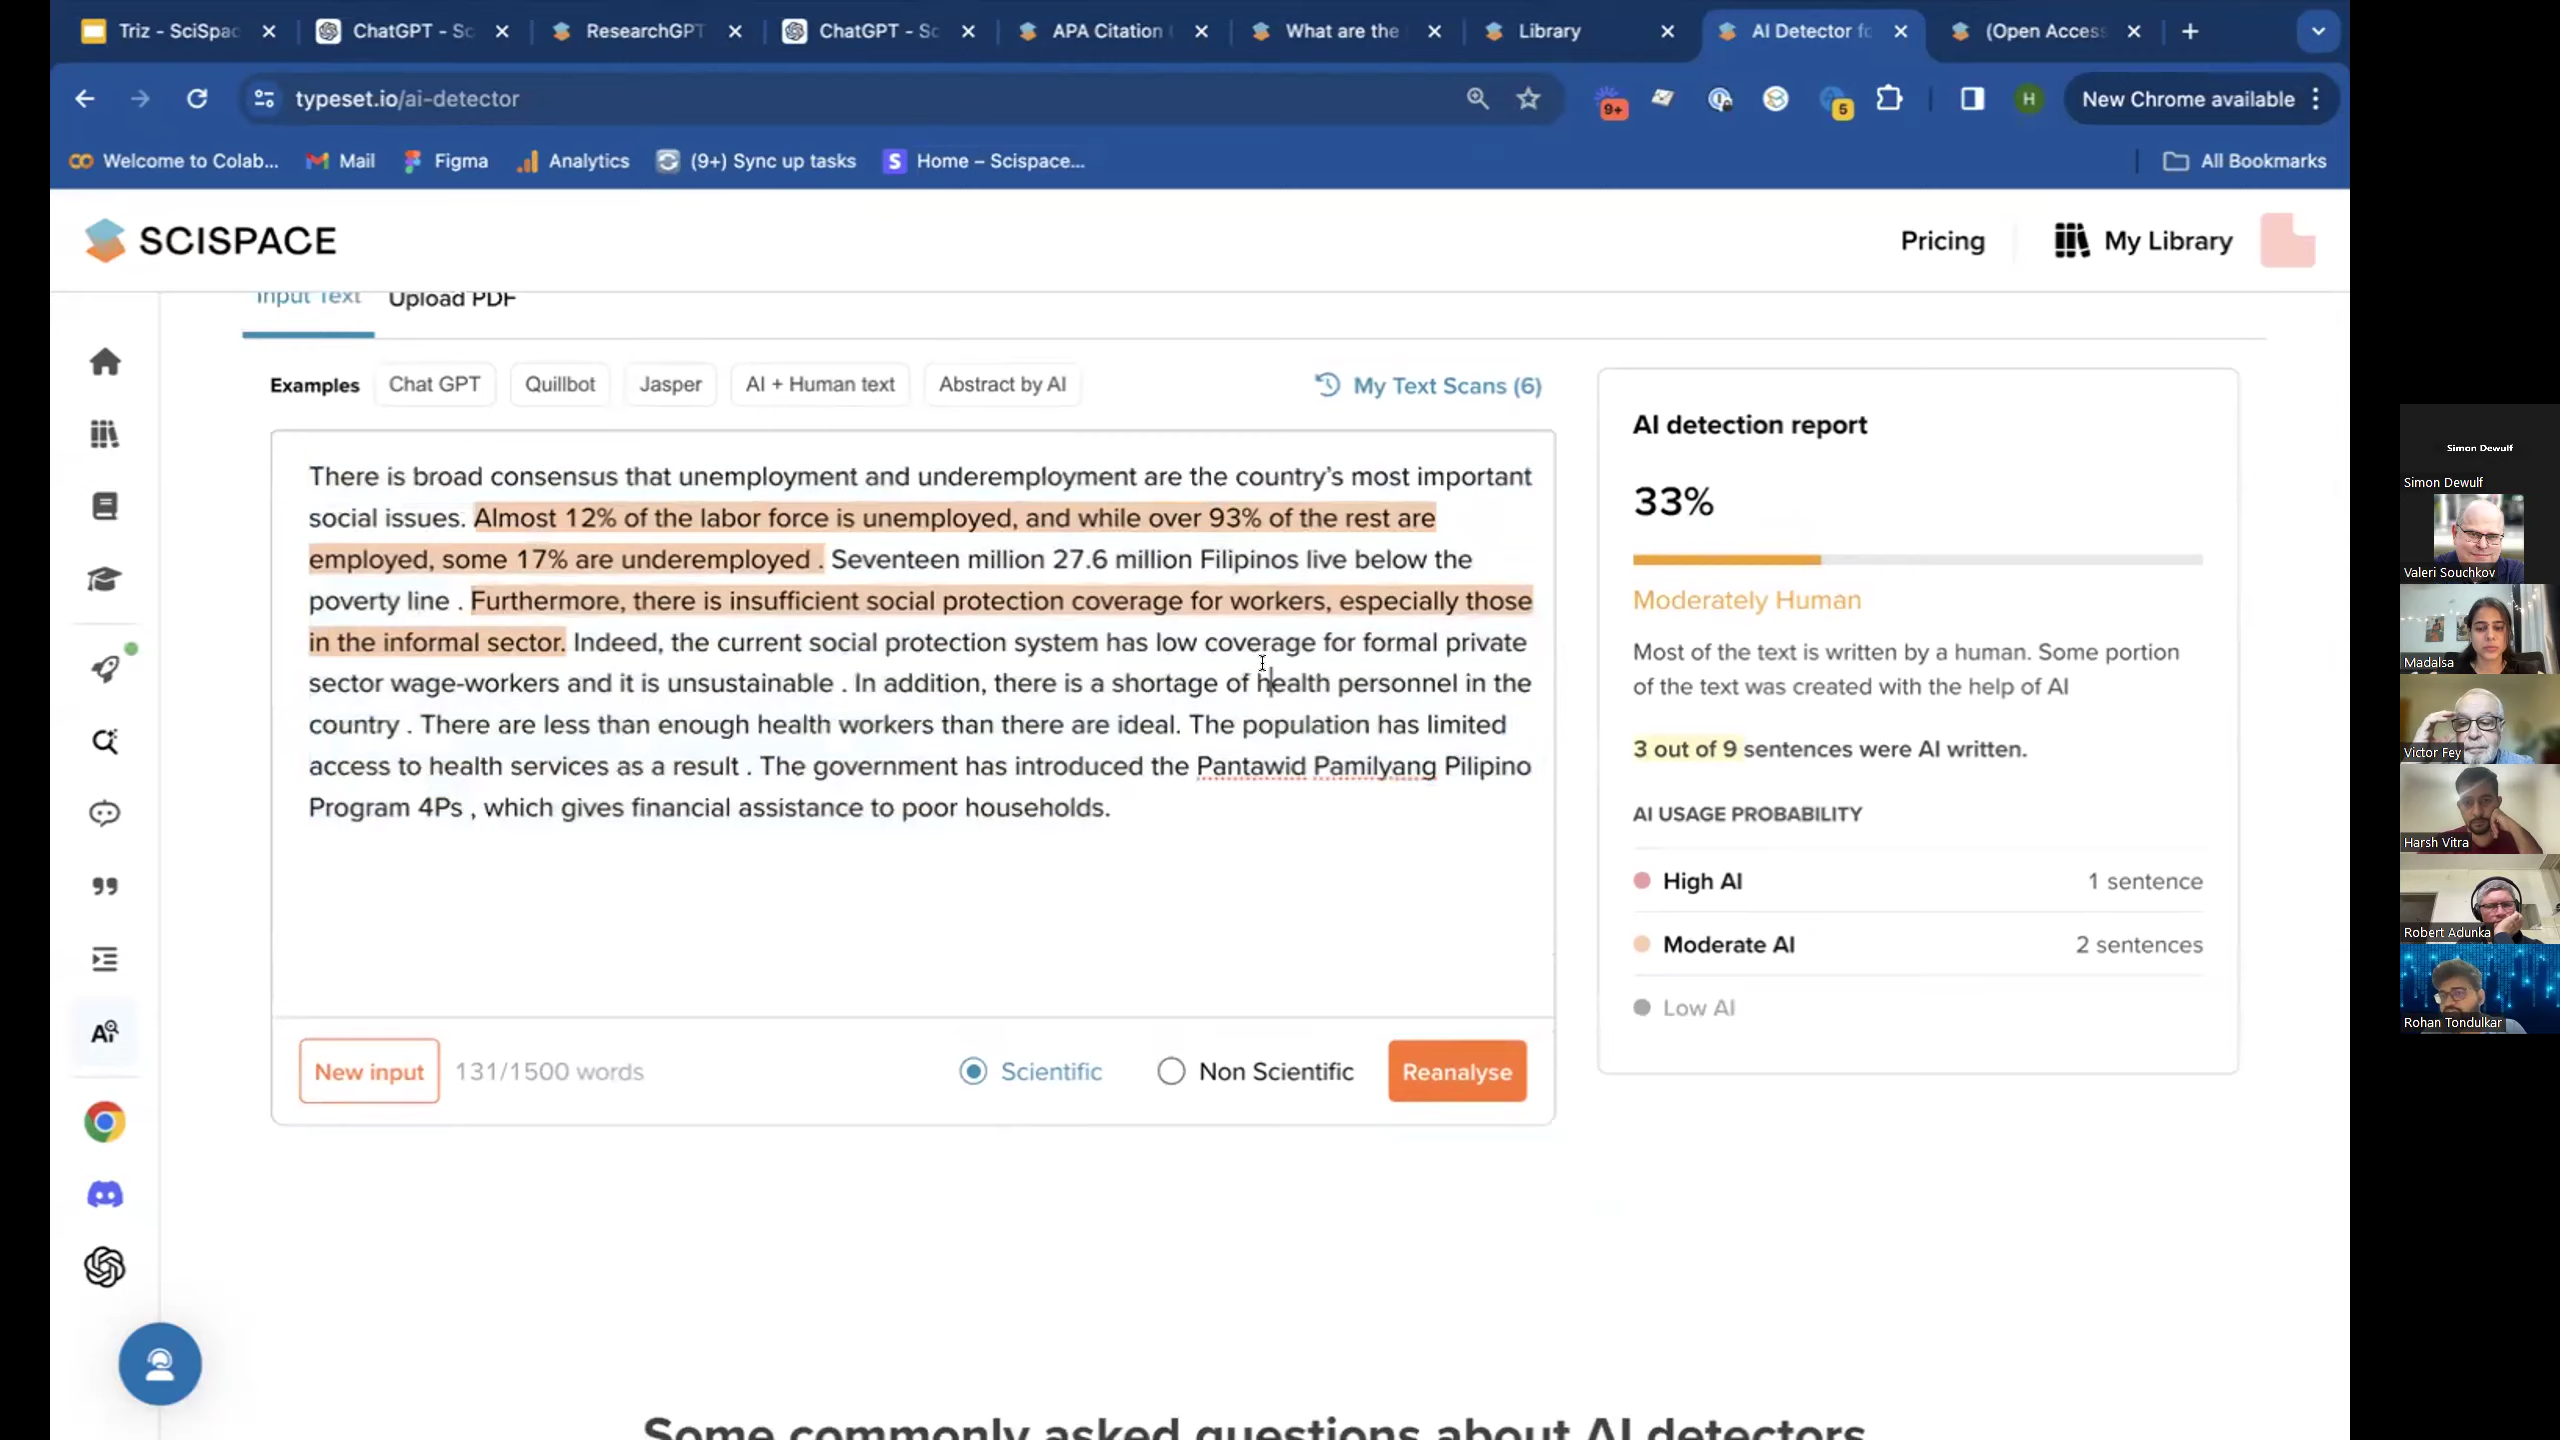 Triz - SciSpac
ChatGPT - Sc
ResearchGPT
ChatGPT - Sc
APA Citation
What are the
Library
AI Detector fo
(Open Access
typeset.io/ai-detector
9+
5
H
New Chrome available
Welcome to Colab...
Mail
Figma
Analytics
(9+) Sync up tasks
S
Home – Scispace...
All Bookmarks
SCISPACE
Pricing
My Library
Input Text
Upload PDF
Examples
Chat GPT
Quillbot
Jasper
AI + Human text
Abstract by AI
My Text Scans (6)
There is broad consensus that unemployment and underemployment are the country's most important
social issues. Almost 12% of the labor force is unemployed, and while over 93% of the rest are
employed, some 17% are underemployed . Seventeen million 27.6 million Filipinos live below the
poverty line . Furthermore, there is insufficient social protection coverage for workers, especially those
in the informal sector. Indeed, the current social protection system has low coverage for formal private
sector wage-workers and it is unsustainable . In addition, there is a shortage of health personnel in the
country . There are less than enough health workers than there are ideal. The population has limited
access to health services as a result . The government has introduced the Pantawid Pamilyang Pilipino
Program 4Ps , which gives financial assistance to poor households.
New input
131/1500 words
Scientific
Non Scientific
Reanalyse
AI detection report
33%
Moderately Human
Most of the text is written by a human. Some portion
of the text was created with the help of AI
3 out of 9 sentences were AI written.
AI USAGE PROBABILITY
High AI
1 sentence
Moderate AI
2 sentences
Low AI
Ai
Some commonly asked questions about AI detectors
Simon Dewulf
Simon Dewulf
Valeri Souchkov
Madalsa
Victor Fey
Harsh Vitra
Robert Adunka
Rohan Tondulkar